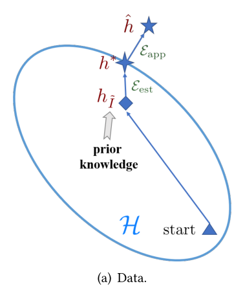 ĥ
ℰ_app
h*
ℰ_est
h_Ĩ
prior
knowledge
ℋ start
(a) Data.